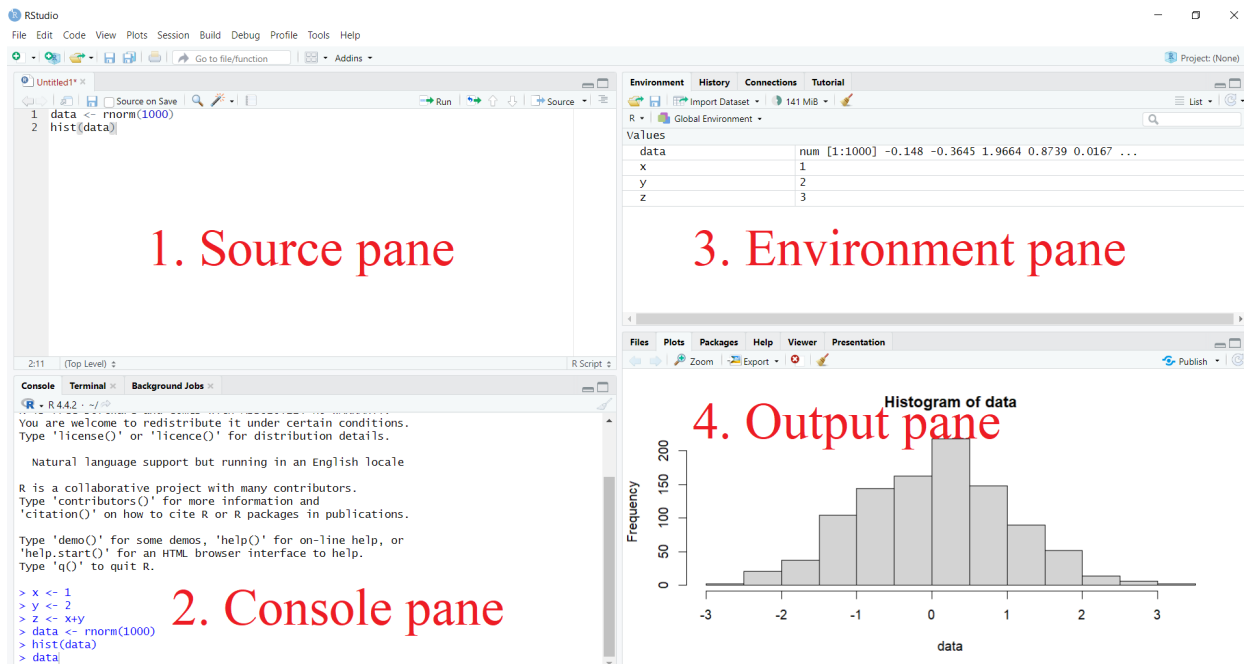 RStudio
File Edit Code View Plots Session Build Debug Profile Tools Help
Go to file/function Addins Project: (None)
Untitled1*
Source on Save Run Source
1 data <- rnorm(1000)
2 hist(data)
1. Source pane
2:11 (Top Level) R Script
Console Terminal Background Jobs
R 4.4.2 · ~/
You are welcome to redistribute it under certain conditions.
Type 'license()' or 'licence()' for distribution details.
Natural language support but running in an English locale
R is a collaborative project with many contributors.
Type 'contributors()' for more information and
'citation()' on how to cite R or R packages in publications.
Type 'demo()' for some demos, 'help()' for on-line help, or
'help.start()' for an HTML browser interface to help.
Type 'q()' to quit R.
> x <- 1
> y <- 2
> z <- x+y
> data <- rnorm(1000)
> hist(data)
> data
2. Console pane
Environment History Connections Tutorial
Import Dataset 141 MiB List
R Global Environment
Values
data num [1:1000] -0.148 -0.3645 1.9664 0.8739 0.0167 ...
x 1
y 2
z 3
3. Environment pane
Files Plots Packages Help Viewer Presentation
Zoom Export Publish
Histogram of data
4. Output pane
Frequency
200
150
100
50
0
-3 -2 -1 0 1 2 3
data